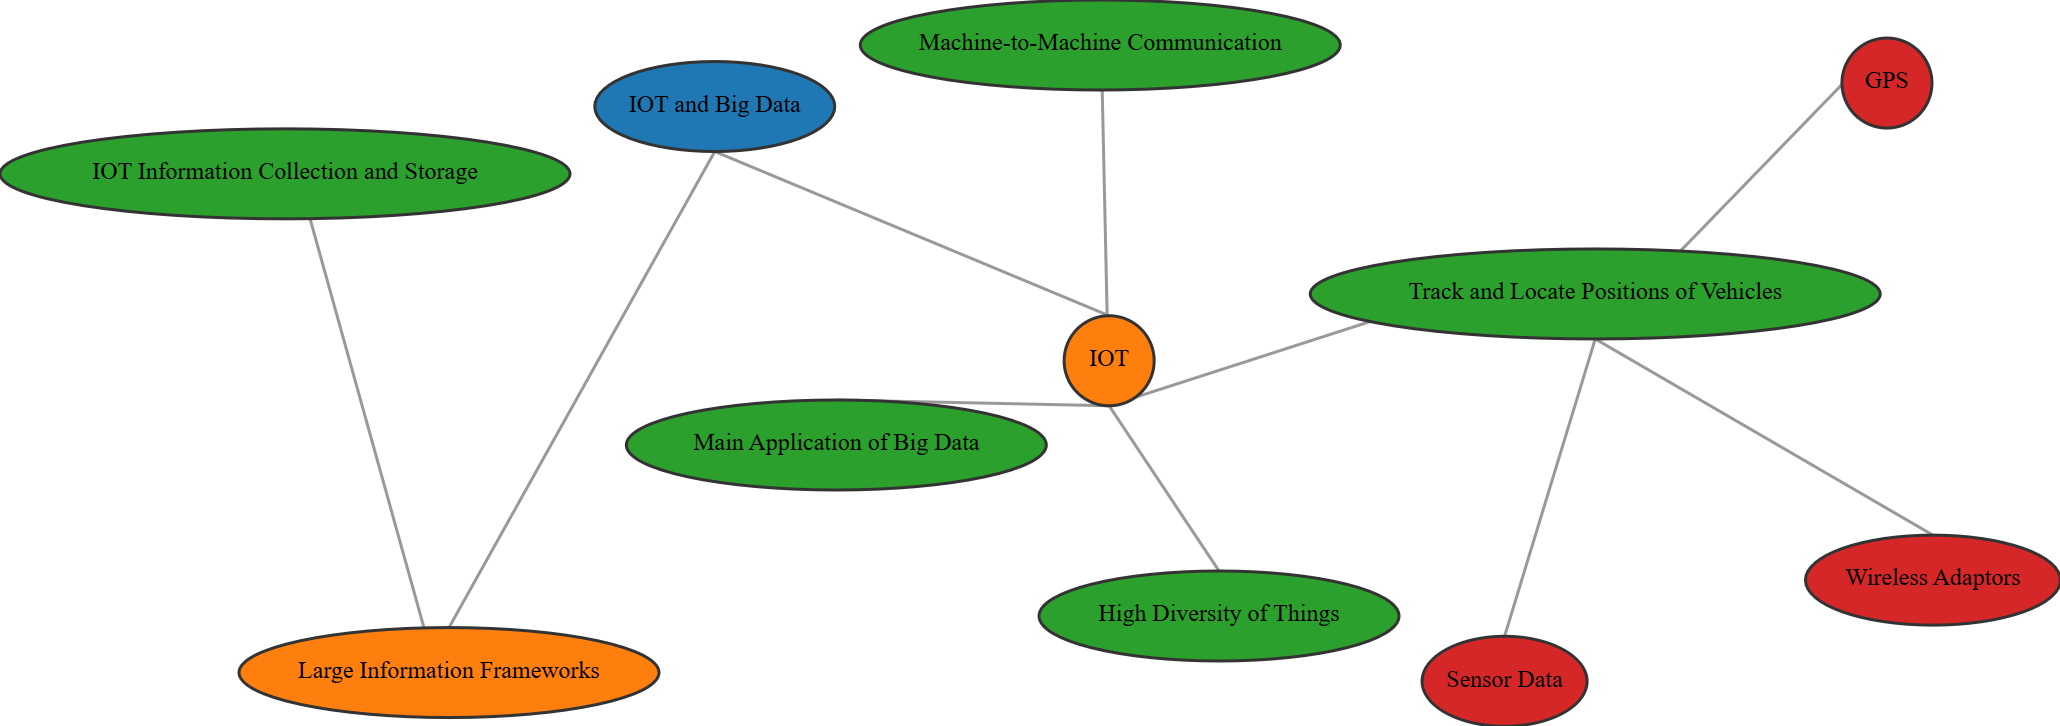 Machine-to-Machine Communication
GPS
IOT and Big Data
IOT Information Collection and Storage
Track and Locate Positions of Vehicles
IOT
Main Application of Big Data
Wireless Adaptors
High Diversity of Things
Large Information Frameworks
Sensor Data